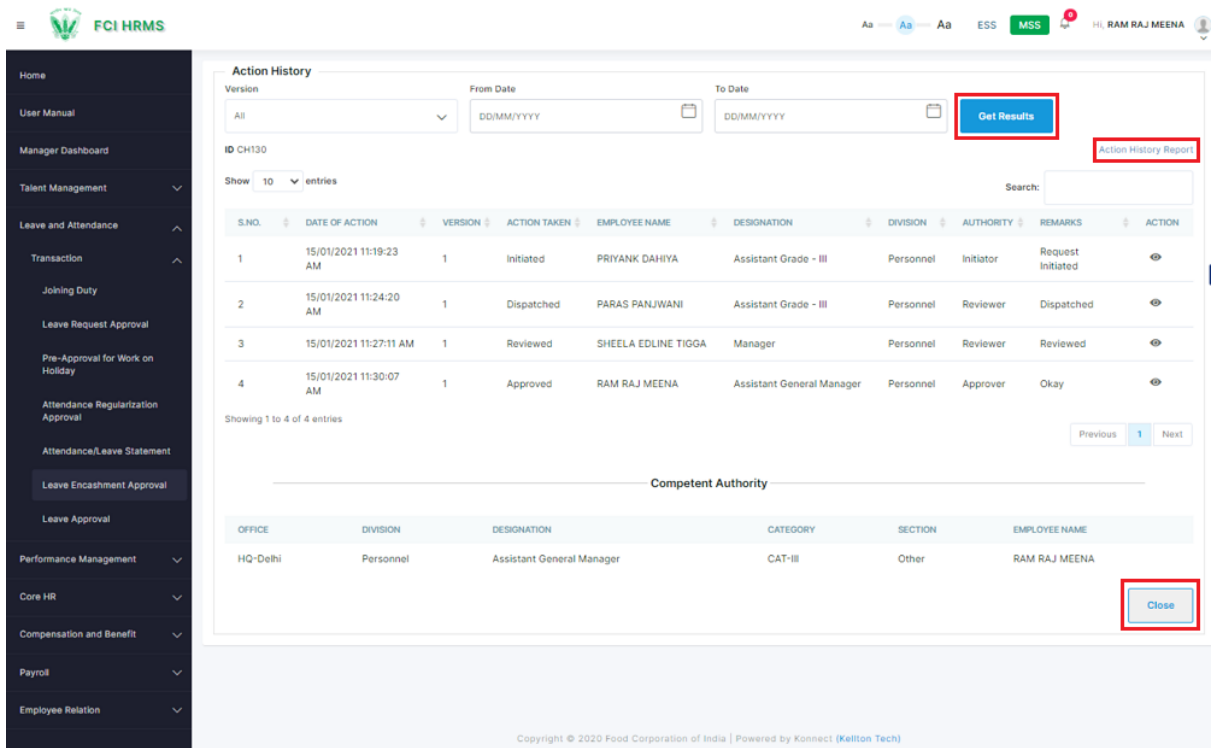 FCI HRMS
Aa Aa Aa ESS MSS 0 Hi, RAM RAJ MEENA
Home
User Manual
Manager Dashboard
Talent Management
Leave and Attendance
Transaction
Joining Duty
Leave Request Approval
Pre-Approval for Work on
Holiday
Attendance Regularization
Approval
Attendance/Leave Statement
Leave Encashment Approval
Leave Approval
Performance Management
Core HR
Compensation and Benefit
Payroll
Employee Relation
Action History
Version From Date To Date
All DD/MM/YYYY DD/MM/YYYY Get Results
ID CH130 Action History Report
Show 10 entries Search:
S.NO. DATE OF ACTION VERSION ACTION TAKEN EMPLOYEE NAME DESIGNATION DIVISION AUTHORITY REMARKS ACTION
1 15/01/2021 11:19:23 AM 1 Initiated PRIYANK DAHIYA Assistant Grade - III Personnel Initiator Request Initiated
2 15/01/2021 11:24:20 AM 1 Dispatched PARAS PANJWANI Assistant Grade - III Personnel Reviewer Dispatched
3 15/01/2021 11:27:11 AM 1 Reviewed SHEELA EDLINE TIGGA Manager Personnel Reviewer Reviewed
4 15/01/2021 11:30:07 AM 1 Approved RAM RAJ MEENA Assistant General Manager Personnel Approver Okay
Showing 1 to 4 of 4 entries
Previous 1 Next
Competent Authority
OFFICE DIVISION DESIGNATION CATEGORY SECTION EMPLOYEE NAME
HQ-Delhi Personnel Assistant General Manager CAT-III Other RAM RAJ MEENA
Close
Copyright © 2020 Food Corporation of India | Powered by Konnect (Kellton Tech)